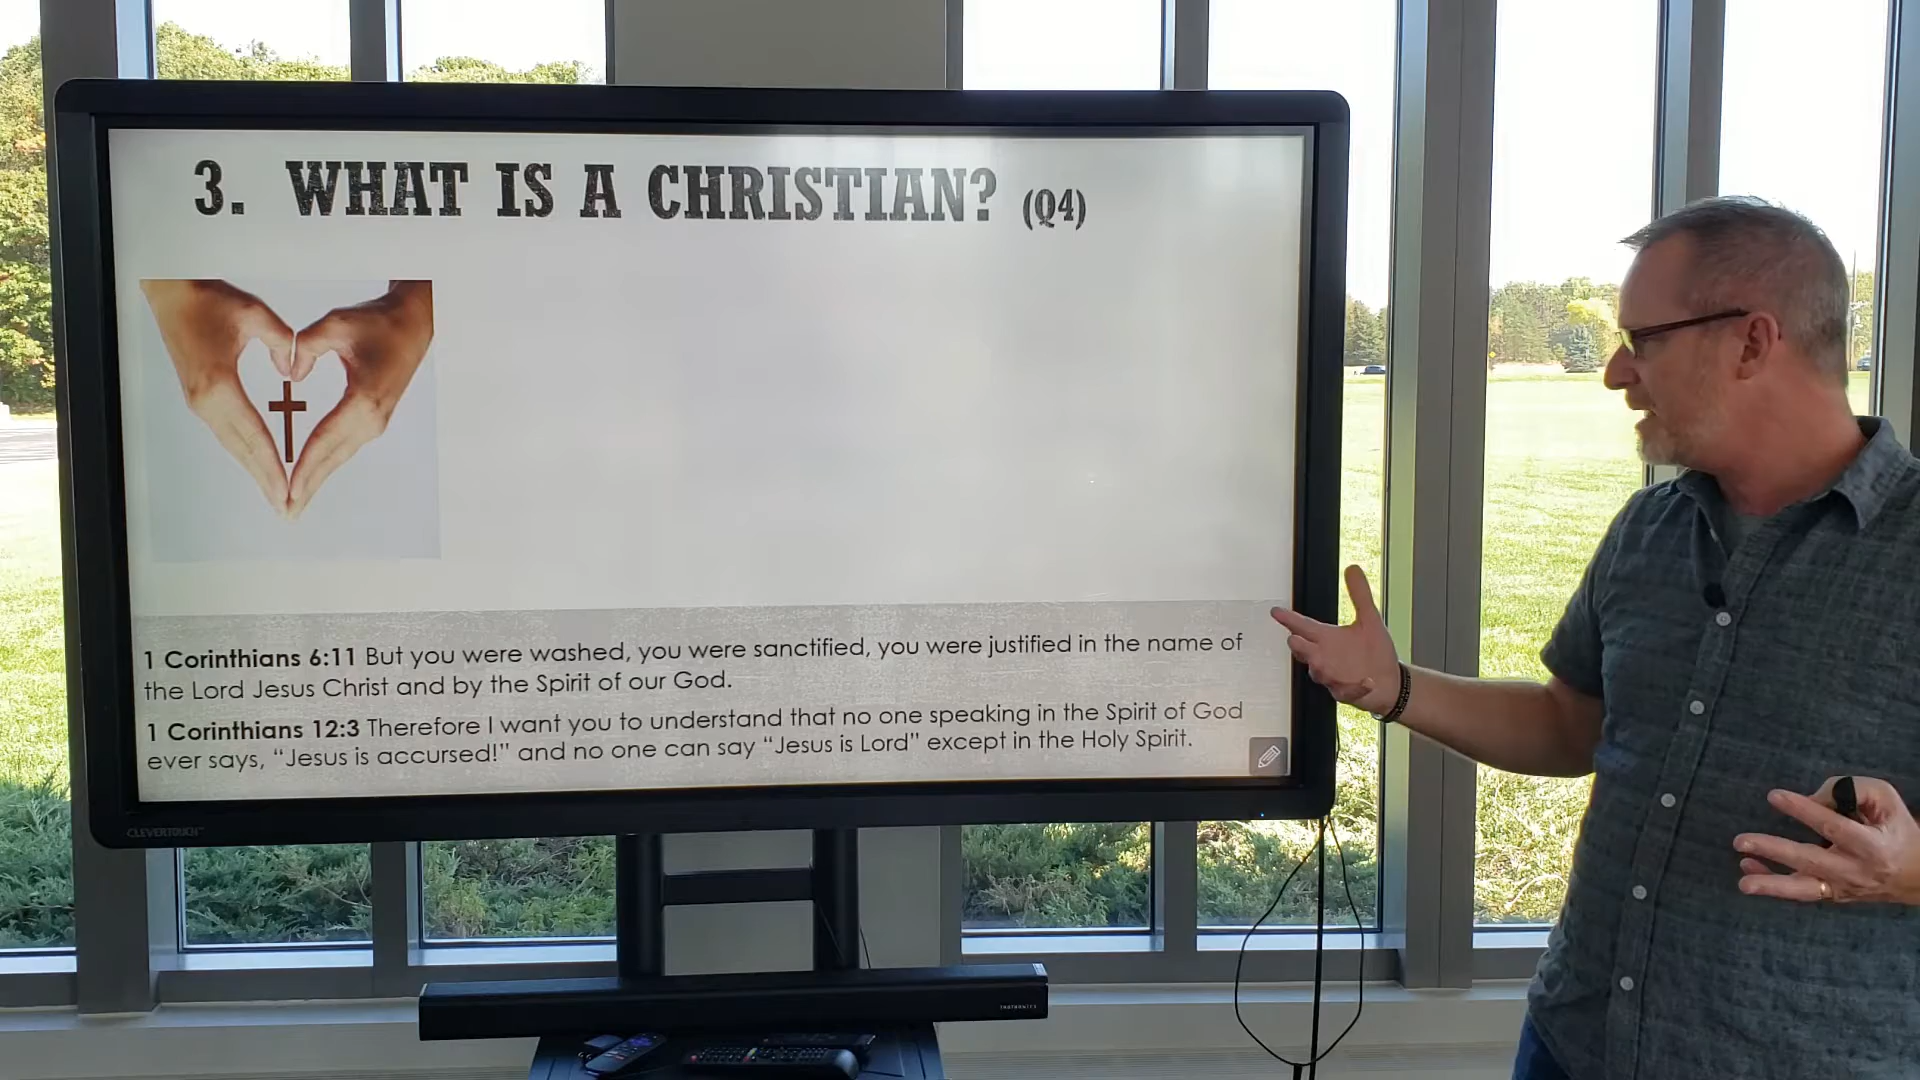 3. WHAT IS A CHRISTIAN? (Q4)
1 Corinthians 6:11 But you were washed, you were sanctified, you were justified in the name of
the Lord Jesus Christ and by the Spirit of our God.
1 Corinthians 12:3 Therefore I want you to understand that no one speaking in the Spirit of God
ever says, “Jesus is accursed!” and no one can say “Jesus is Lord” except in the Holy Spirit.
CLEVERTOUCH